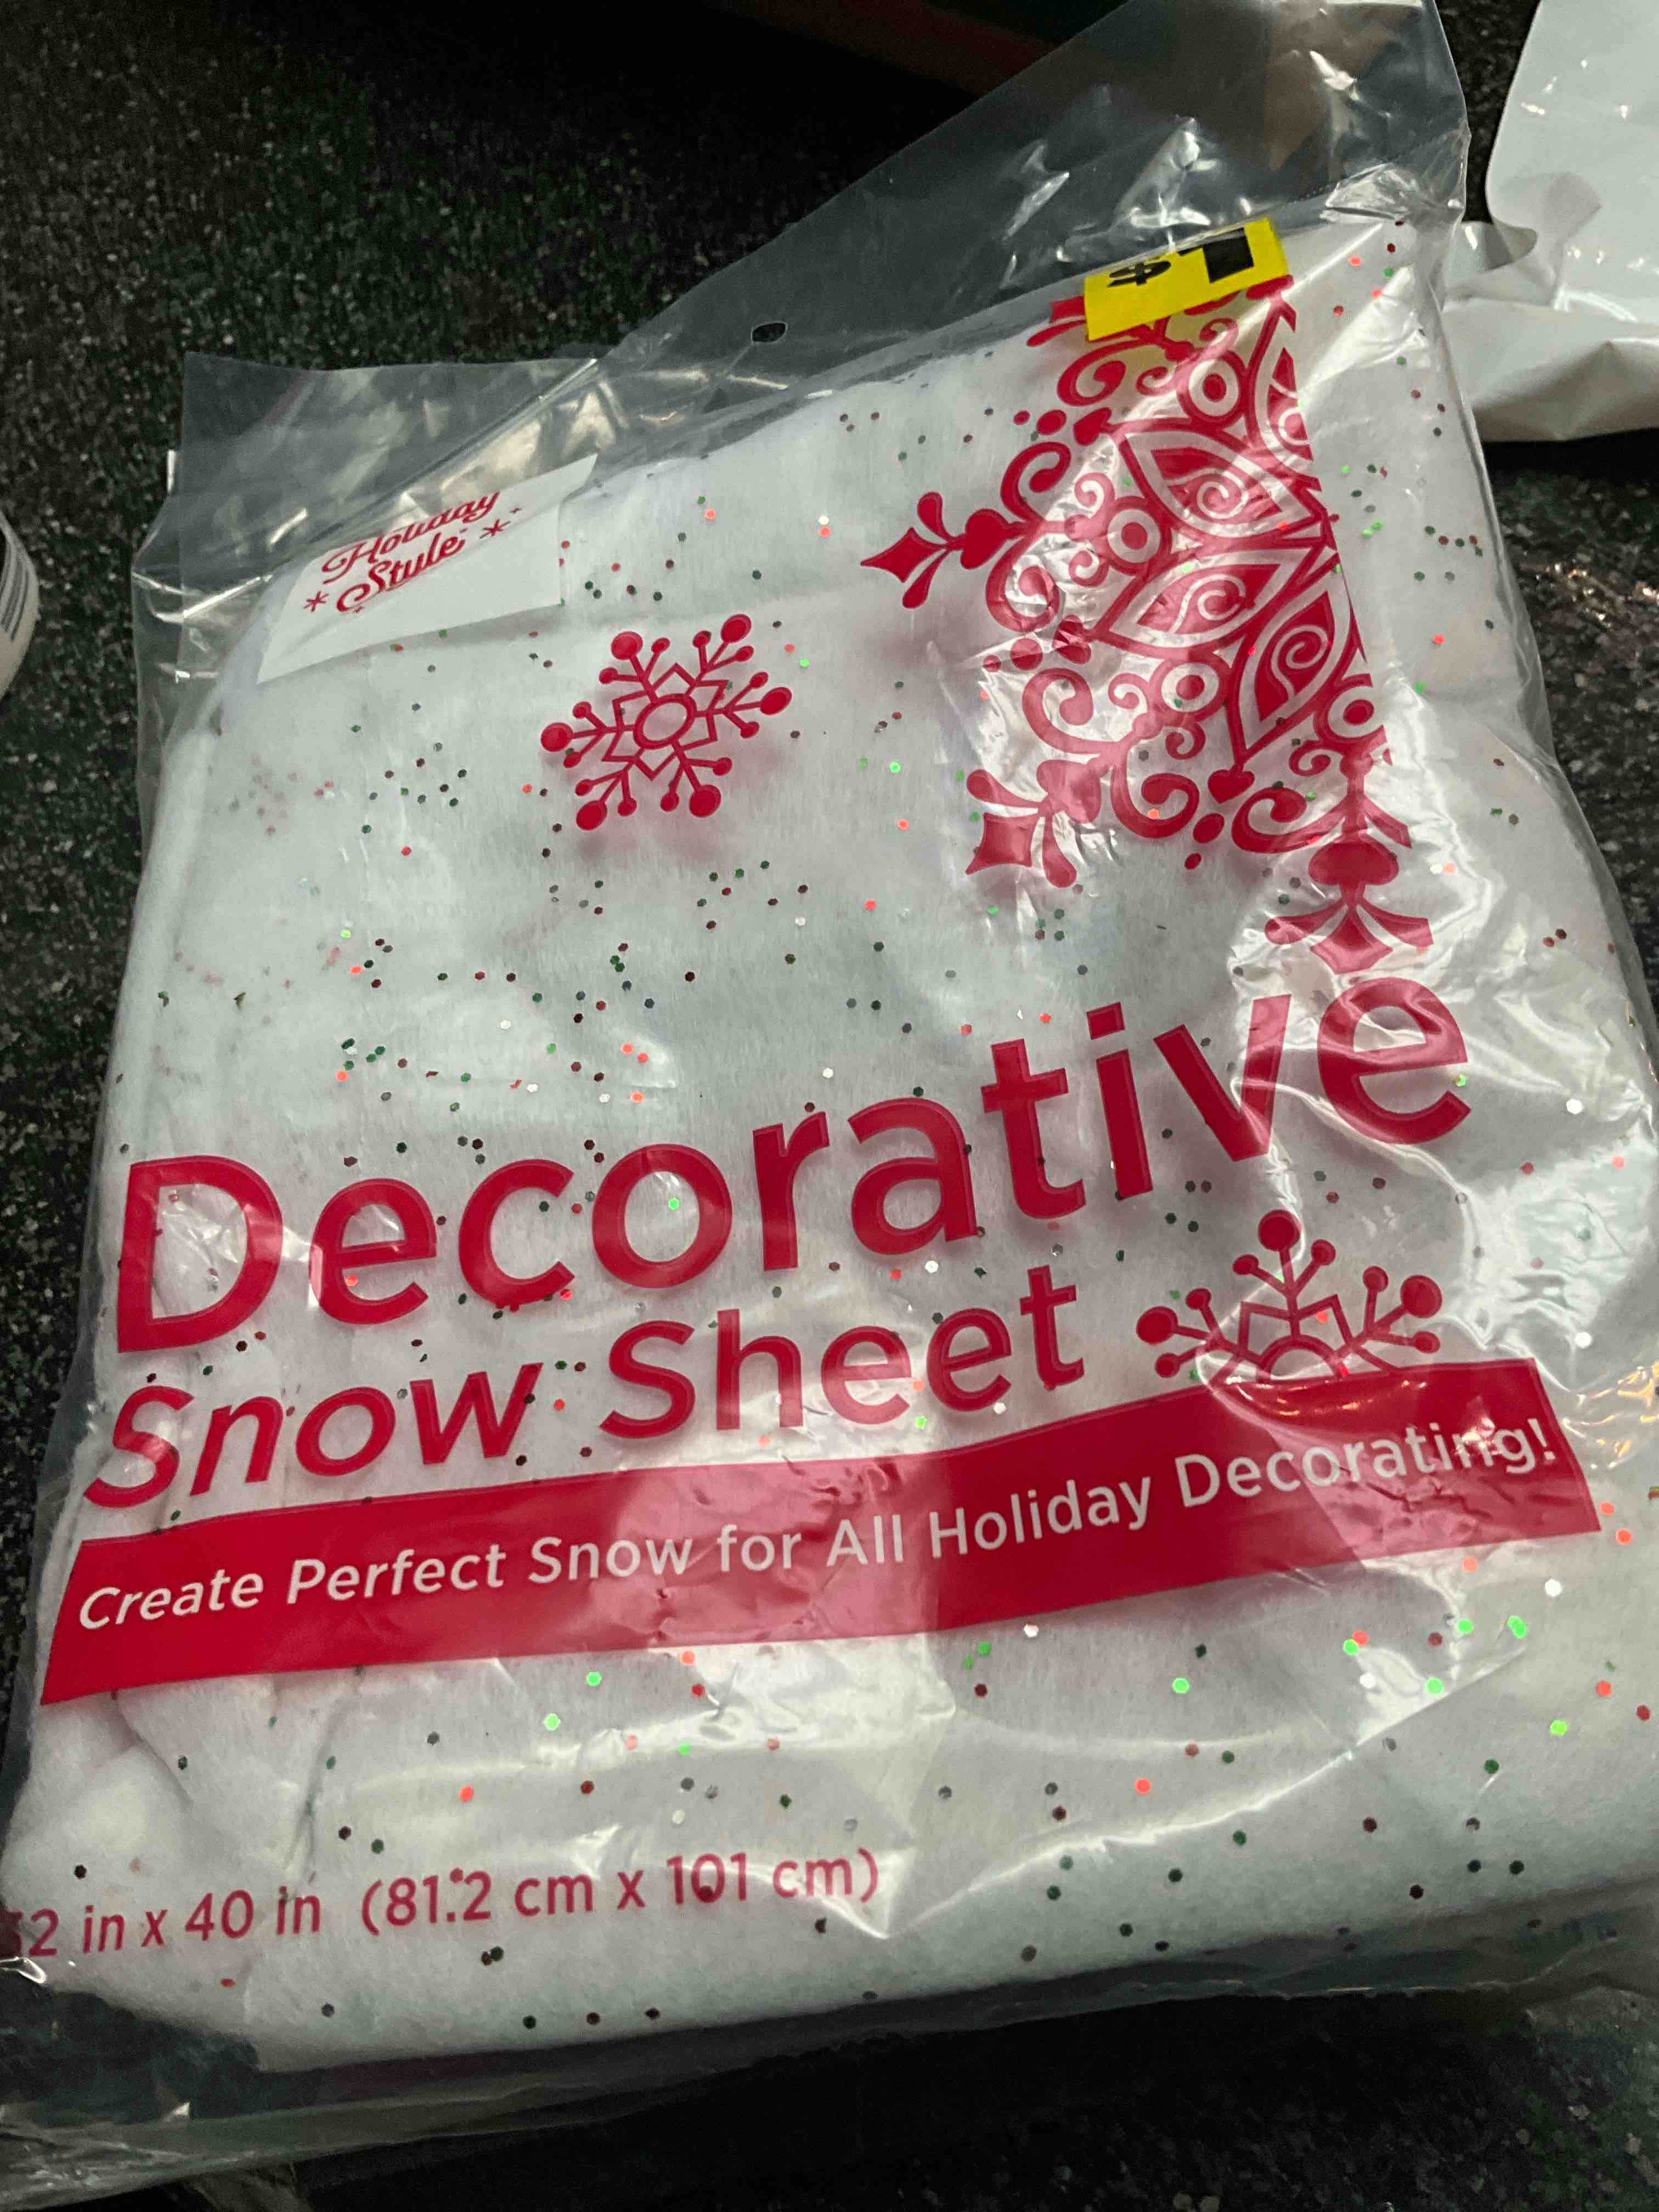 $
Holiday
Style
Decorative
Snow Sheet
Create Perfect Snow for All Holiday Decorating!
32 in x 40 in (81.2 cm x 101 cm)